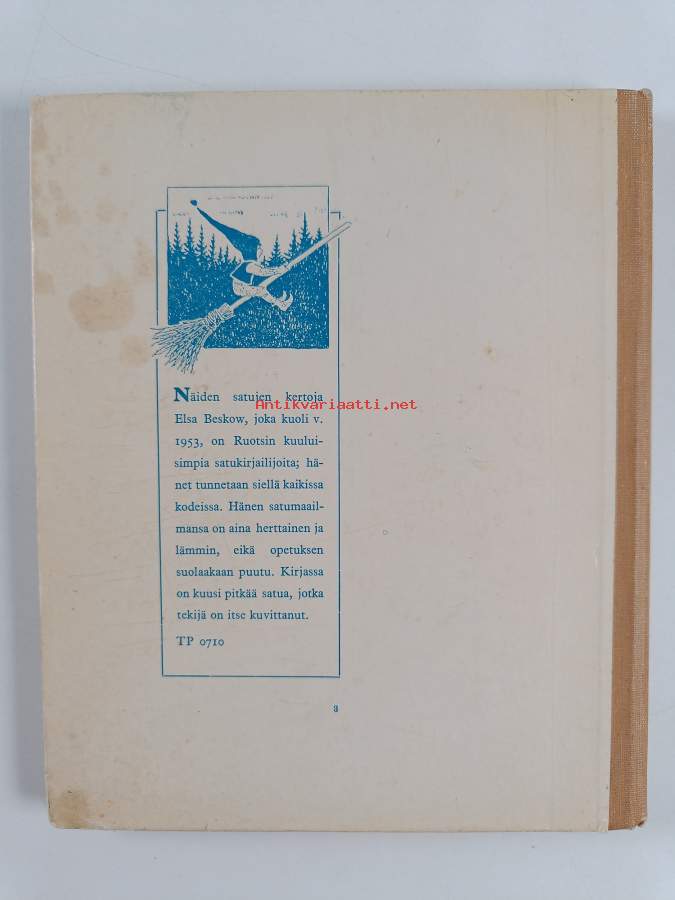 Näiden satujen kertoja
Antikvariaatti.net
Elsa Beskow, joka kuoli v.
1953, on Ruotsin kuului-
simpia satukirjailijoita; hä-
net tunnetaan siellä kaikissa
kodeissa. Hänen satumaail-
mansa on aina herttainen ja
lämmin, eikä opetuksen
suolaakaan puutu. Kirjassa
on kuusi pitkää satua, jotka
tekijä on itse kuvittanut.
TP 0710